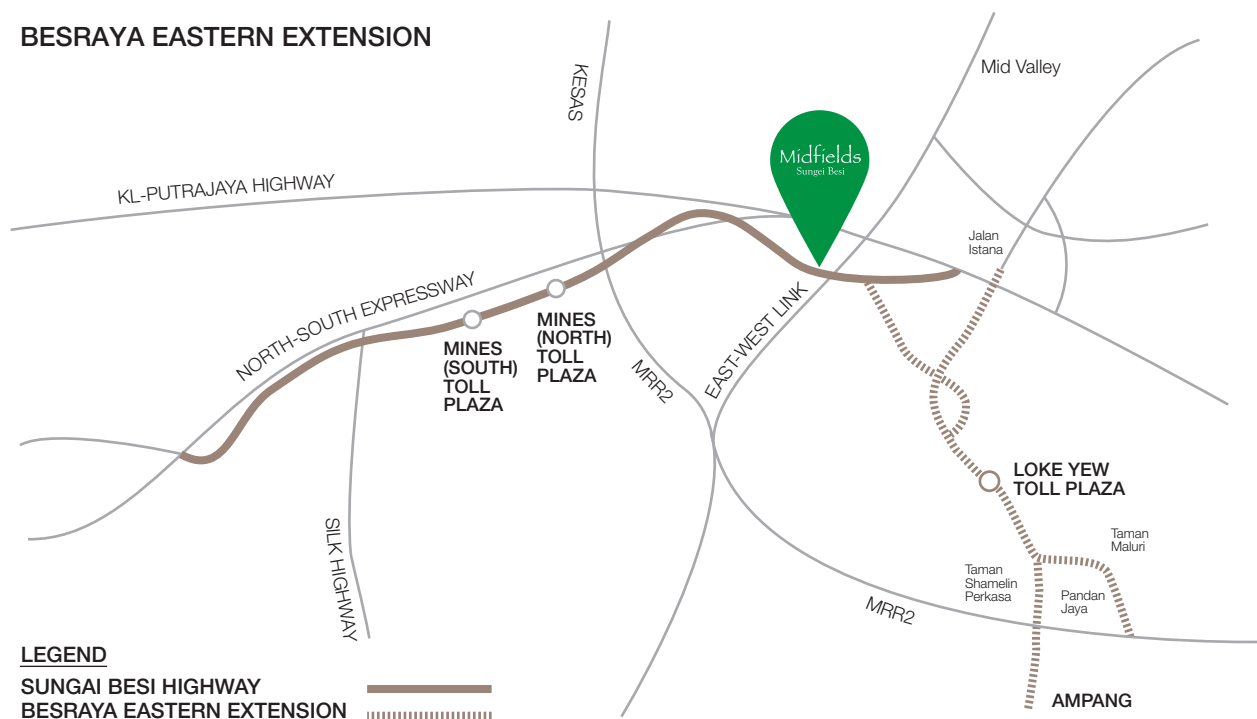 BESRAYA EASTERN EXTENSION
KESAS
Mid Valley
Midfields
Sungei Besi
KL-PUTRAJAYA HIGHWAY
Jalan
Istana
NORTH-SOUTH EXPRESSWAY
MINES
(NORTH)
TOLL
PLAZA
MINES
(SOUTH)
TOLL
PLAZA
EAST-WEST LINK
MRR2
LOKE YEW
TOLL PLAZA
SILK HIGHWAY
Taman
Maluri
Taman
Shamelin
Perkasa
Pandan
Jaya
MRR2
LEGEND
SUNGAI BESI HIGHWAY
BESRAYA EASTERN EXTENSION
AMPANG